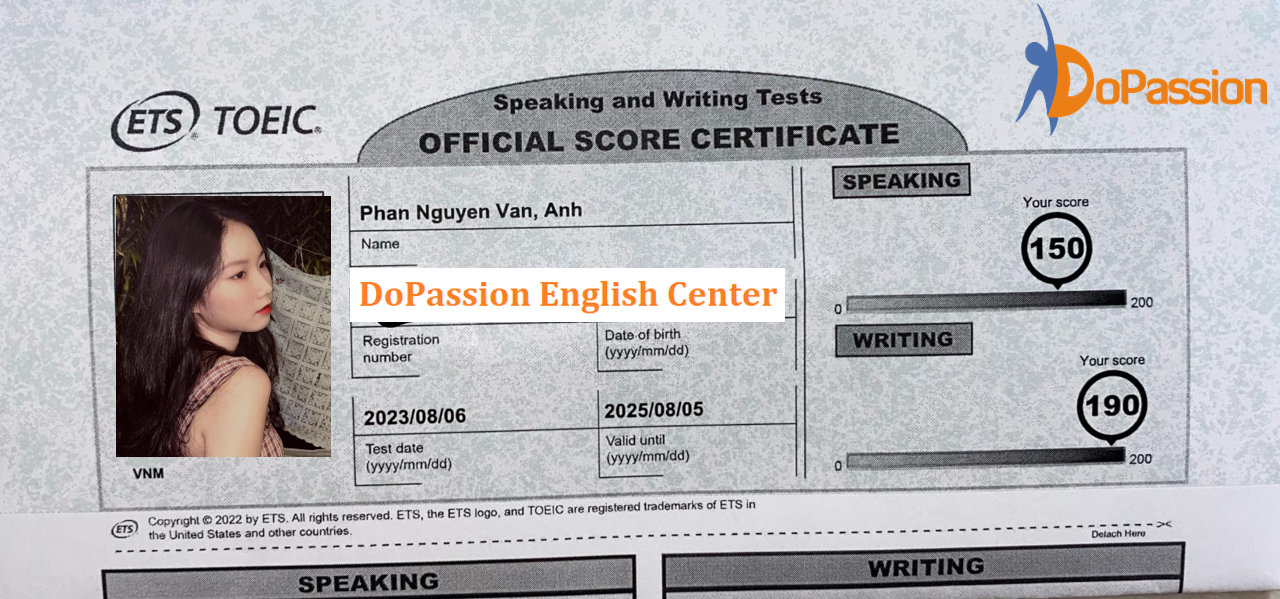 DoPassion
ETS TOEIC®
Speaking and Writing Tests
OFFICIAL SCORE CERTIFICATE
Phan Nguyen Van, Anh
Name
DoPassion English Center
Registration
number
Date of birth
(yyyy/mm/dd)
2023/08/06
Test date
(yyyy/mm/dd)
2025/08/05
Valid until
(yyyy/mm/dd)
VNM
SPEAKING
Your score
150
0
200
WRITING
Your score
190
0
200
ETS
Copyright © 2022 by ETS. All rights reserved. ETS, the ETS logo, and TOEIC are registered trademarks of ETS in
the United States and other countries.
Detach Here
SPEAKING
WRITING